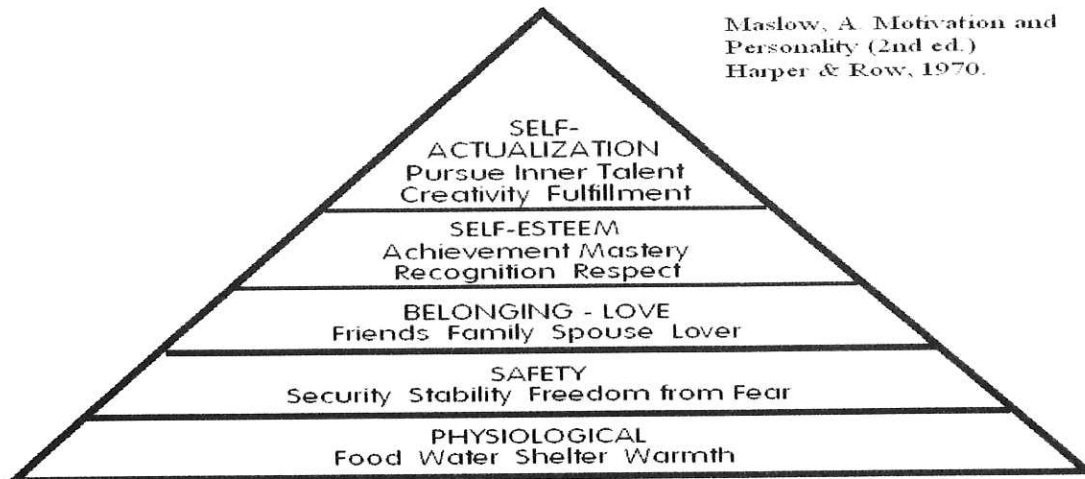 Maslow, A. Motivation and
Personality (2nd ed.)
Harper & Row, 1970.
SELF-
ACTUALIZATION
Pursue Inner Talent
Creativity Fulfillment
SELF-ESTEEM
Achievement Mastery
Recognition Respect
BELONGING - LOVE
Friends Family Spouse Lover
SAFETY
Security Stability Freedom from Fear
PHYSIOLOGICAL
Food Water Shelter Warmth